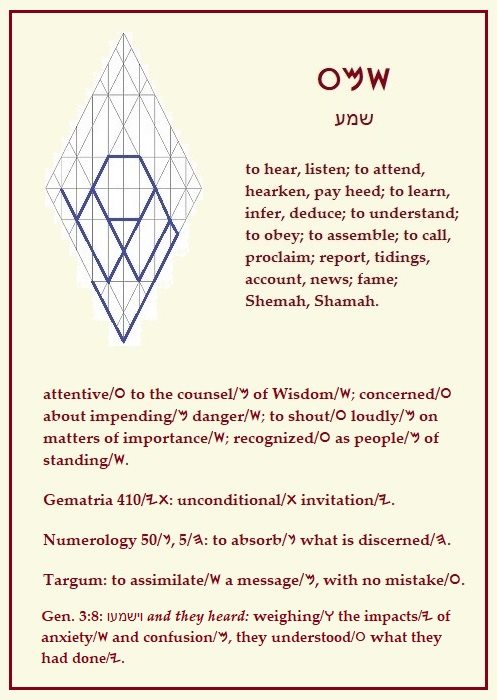 𐤔𐤌𐤏
שמע
to hear, listen; to attend,
hearken, pay heed; to learn,
infer, deduce; to understand;
to obey; to assemble; to call,
proclaim; report, tidings,
account, news; fame;
Shemah, Shamah.
attentive/𐤏 to the counsel/𐤌 of Wisdom/𐤔; concerned/𐤏
about impending/𐤌 danger/𐤔; to shout/𐤏 loudly/𐤌 on
matters of importance/𐤔; recognized/𐤏 as people/𐤌 of
standing/𐤔.
Gematria 410/𐤕𐤉: unconditional/𐤕 invitation/𐤉.
Numerology 50/𐤍, 5/𐤄: to absorb/𐤍 what is discerned/𐤄.
Targum: to assimilate/𐤔 a message/𐤌, with no mistake/𐤏.
Gen. 3:8: וישמעו and they heard: weighing/𐤅 the impacts/𐤉 of
anxiety/𐤔 and confusion/𐤌, they understood/𐤏 what they
had done/𐤉.